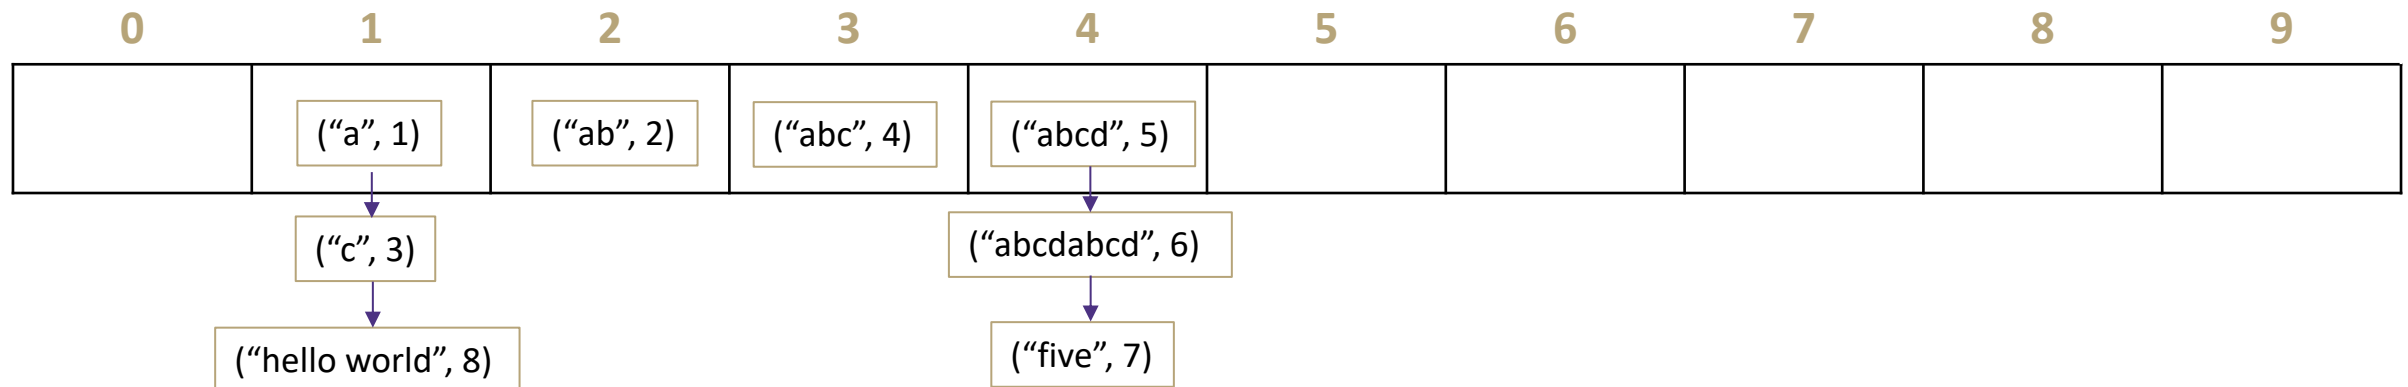 0 1 2 3 4 5 6 7 8 9
(“a”, 1) (“ab”, 2) (“abc”, 4) (“abcd”, 5)
(“c”, 3) (“abcdabcd”, 6)
(“hello world”, 8) (“five”, 7)